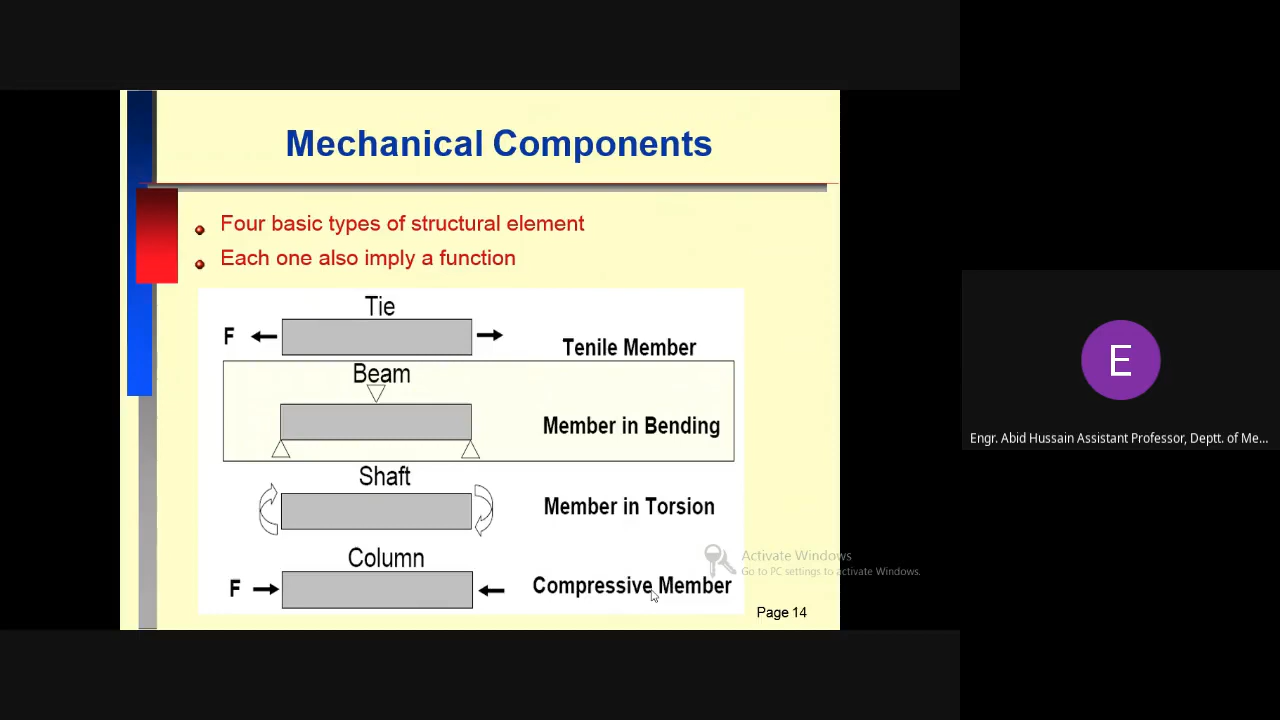 Mechanical Components
Four basic types of structural element
Each one also imply a function
Tie
F
Tenile Member
Beam
Member in Bending
Shaft
Member in Torsion
Column
F
Compressive Member
Activate Windows
Go to PC settings to activate Windows.
Page 14
E
Engr. Abid Hussain Assistant Professor, Deptt. of Me...